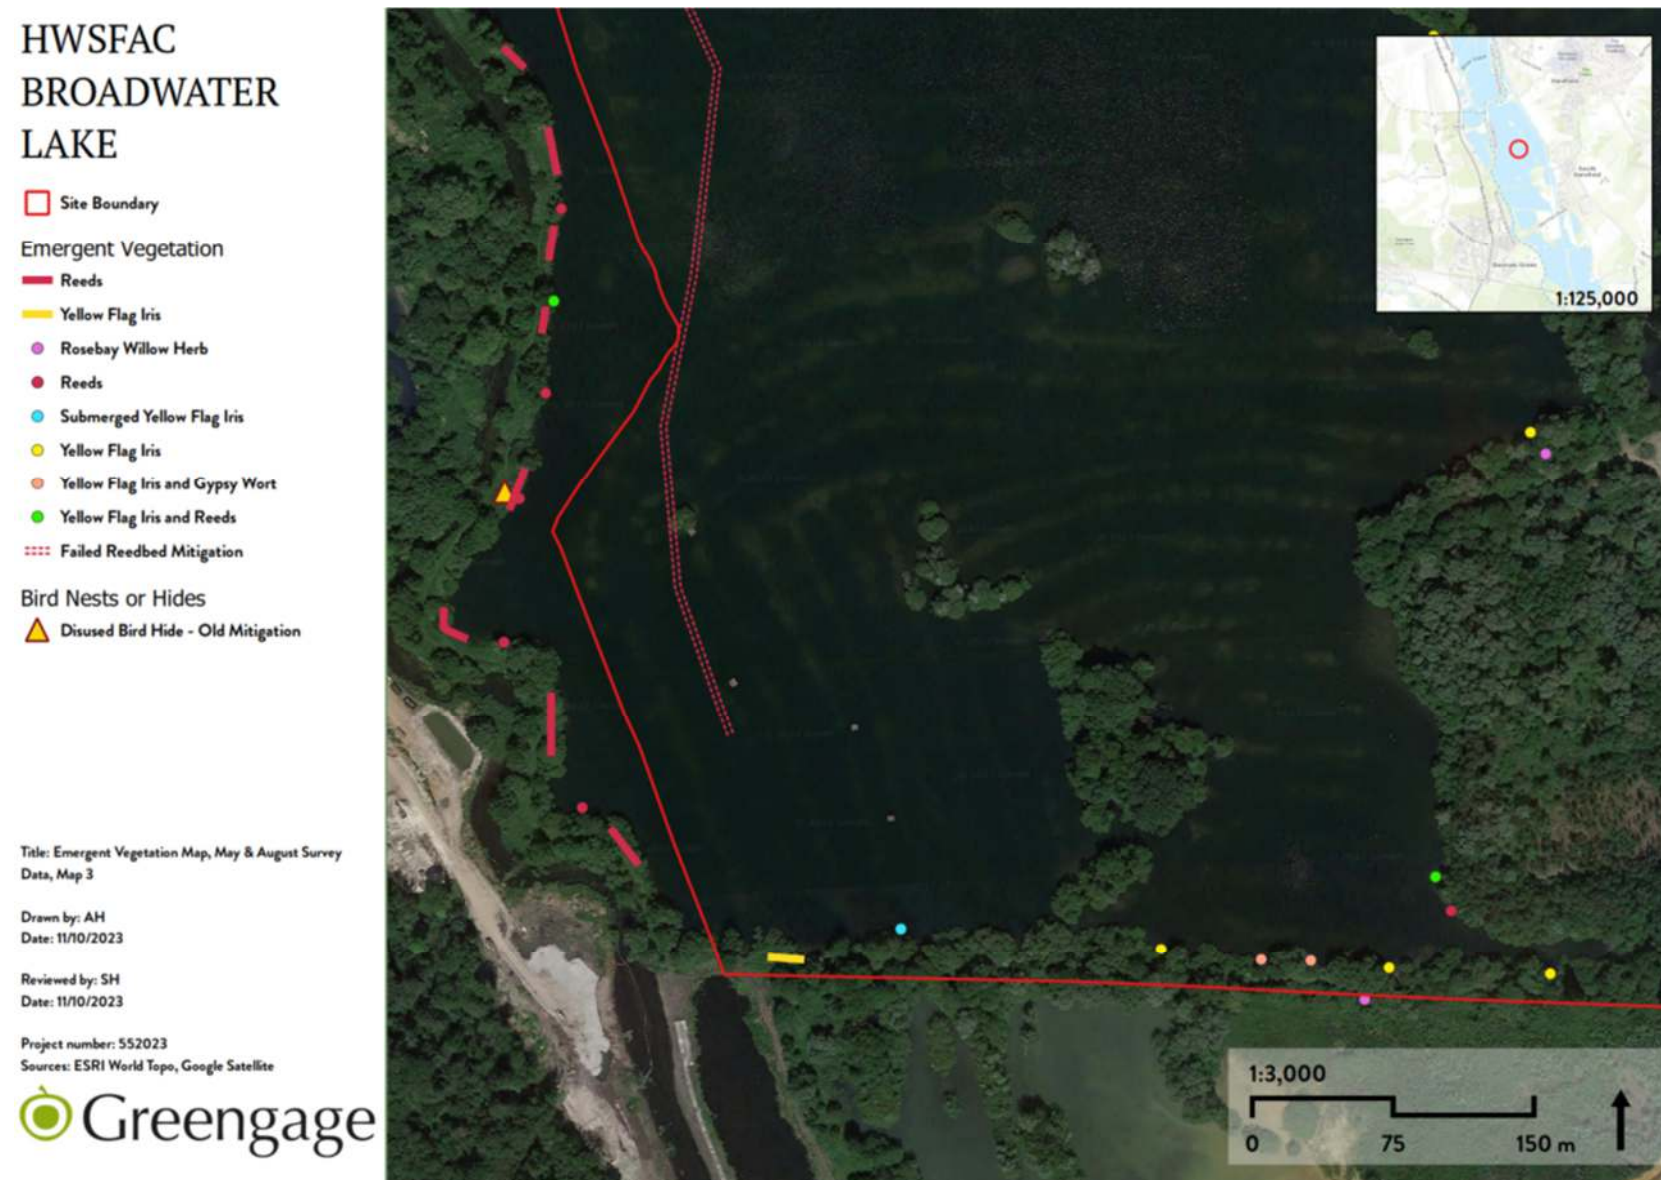 HWSFAC
BROADWATER
LAKE
Site Boundary
Emergent Vegetation
Reeds
Yellow Flag Iris
Rosebay Willow Herb
Reeds
Submerged Yellow Flag Iris
Yellow Flag Iris
Yellow Flag Iris and Gypsy Wort
Yellow Flag Iris and Reeds
Failed Reedbed Mitigation
Bird Nests or Hides
Disused Bird Hide - Old Mitigation
Title: Emergent Vegetation Map, May & August Survey
Data, Map 3
Drawn by: AH
Date: 11/10/2023
Reviewed by: SH
Date: 11/10/2023
Project number: 552023
Sources: ESRI World Topo, Google Satellite
Greengage
1:125,000
1:3,000
0 75 150 m